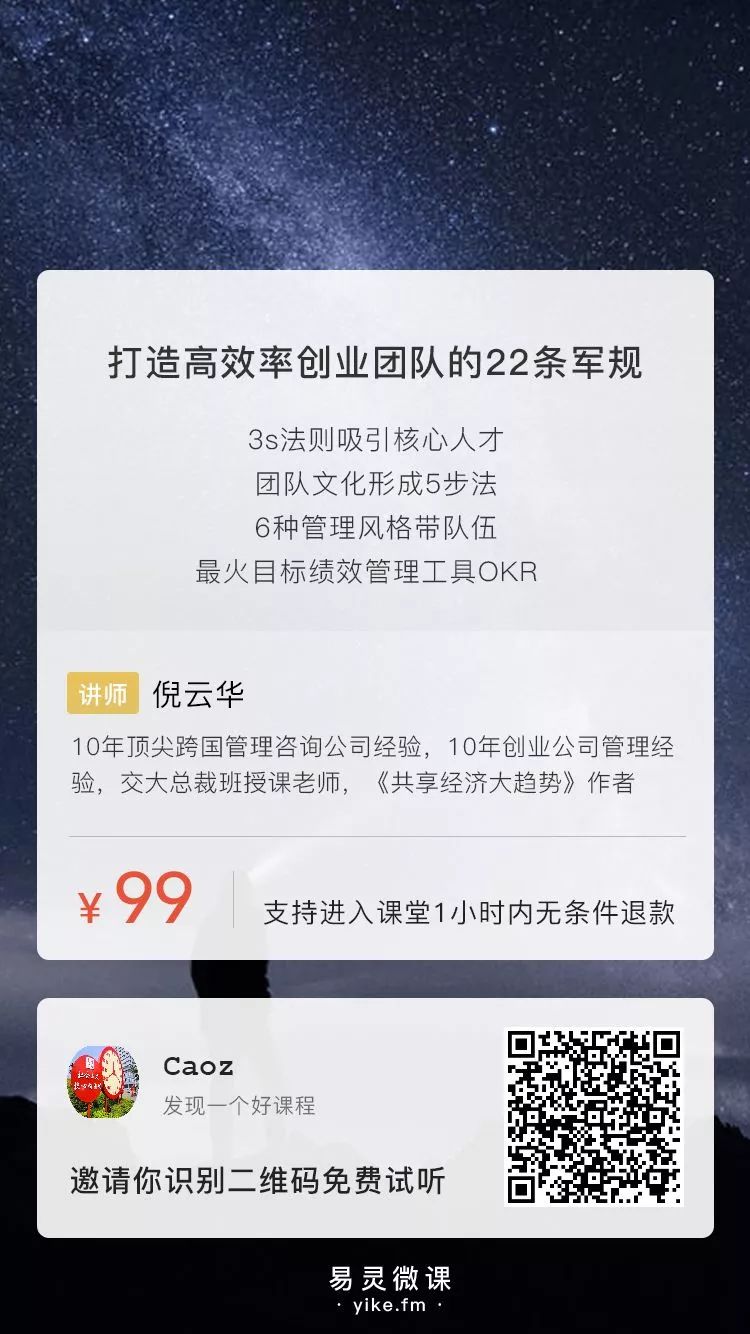 打造高效率创业团队的22条军规
3s法则吸引核心人才
团队文化形成5步法
6种管理风格带队伍
最火目标绩效管理工具OKR
讲师 倪云华
10年顶尖跨国管理咨询公司经验，10年创业公司管理经
验，交大总裁班授课老师，《共享经济大趋势》作者
¥ 99 支持进入课堂1小时内无条件退款
Caoz
发现一个好课程
邀请你识别二维码免费试听
易灵微课
· yike.fm ·